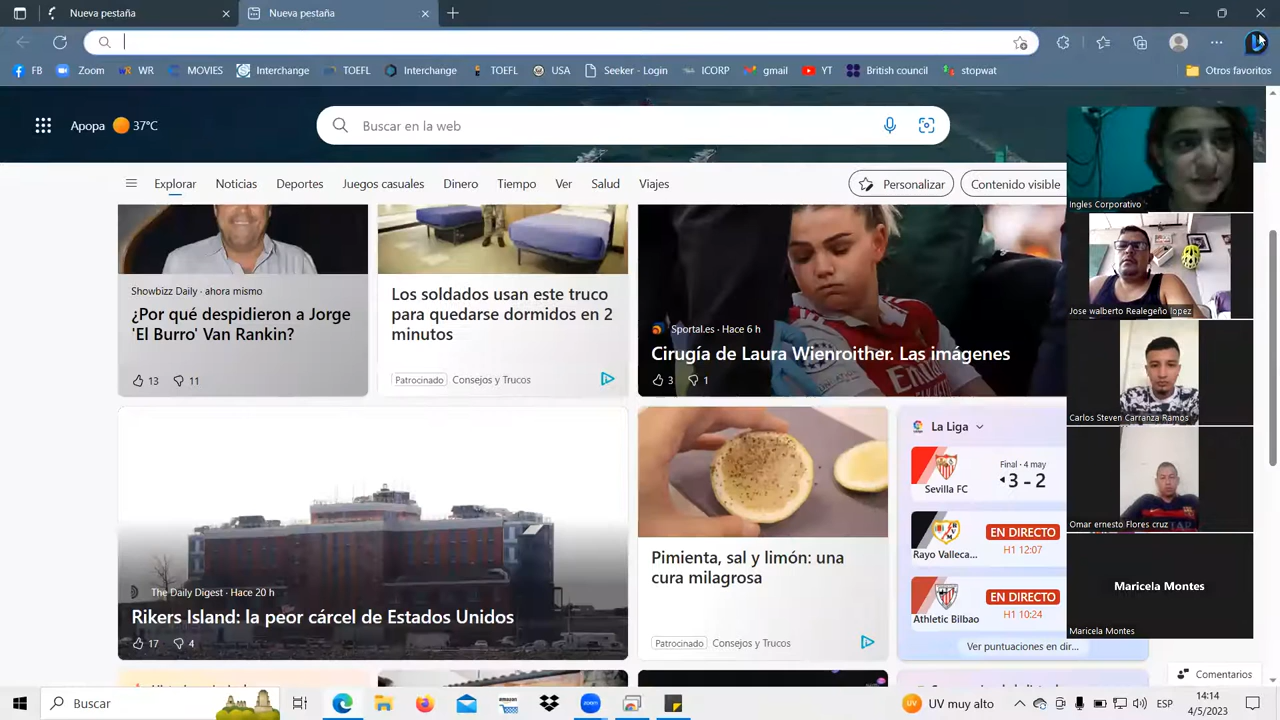 Nueva pestaña
Nueva pestaña
FB
Zoom
WR
MOVIES
Interchange
TOEFL
Interchange
TOEFL
USA
Seeker - Login
ICORP
gmail
YT
British council
stopwat
Otros favoritos
Apopa 37°C
Buscar en la web
Explorar
Noticias
Deportes
Juegos casuales
Dinero
Tiempo
Ver
Salud
Viajes
Personalizar
Contenido visible
Ingles Corporativo
Showbizz Daily · ahora mismo
¿Por qué despidieron a Jorge
'El Burro' Van Rankin?
13 11
Los soldados usan este truco
para quedarse dormidos en 2
minutos
Patrocinado Consejos y Trucos
Sportal.es · Hace 6 h
Cirugía de Laura Wienroither. Las imágenes
3 1
Jose walberto Realegeño lopez
Carlos Steven Carranza Ramos
Omar ernesto Flores cruz
Maricela Montes
Maricela Montes
The Daily Digest · Hace 20 h
Rikers Island: la peor cárcel de Estados Unidos
17 4
Pimienta, sal y limón: una
cura milagrosa
Patrocinado Consejos y Trucos
La Liga
Final · 4 may
Sevilla FC
3 - 2
EN DIRECTO
Rayo Valleca...
H1 12:07
EN DIRECTO
Athletic Bilbao
H1 10:24
Ver puntuaciones en dir...
Comentarios
Buscar
amazon
zoom
UV
UV muy alto
ESP
14:14
4/5/2023